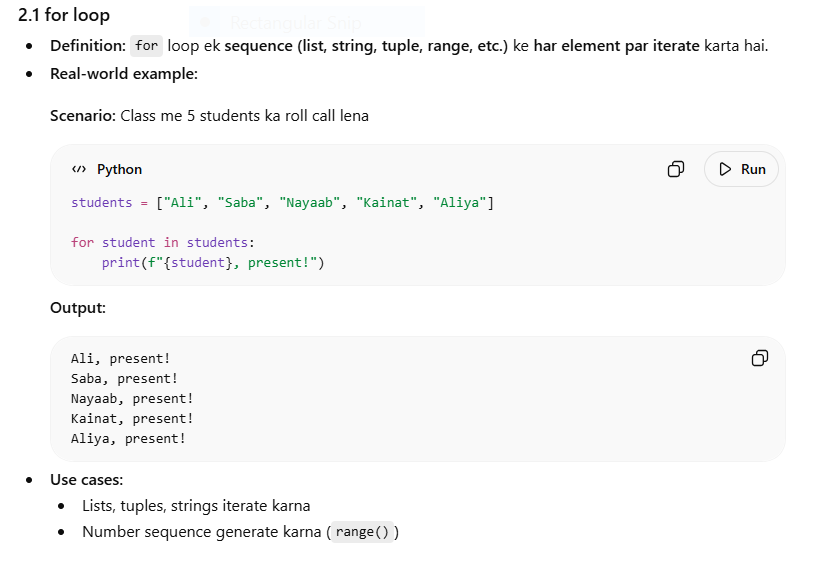 Rectangular Snip
2.1 for loop
• Definition: for loop ek sequence (list, string, tuple, range, etc.) ke har element par iterate karta hai.
• Real-world example:
Scenario: Class me 5 students ka roll call lena
</> Python Run
students = ["Ali", "Saba", "Nayaab", "Kainat", "Aliya"]
for student in students:
    print(f"{student}, present!")
Output:
Ali, present!
Saba, present!
Nayaab, present!
Kainat, present!
Aliya, present!
• Use cases:
• Lists, tuples, strings iterate karna
• Number sequence generate karna (range())